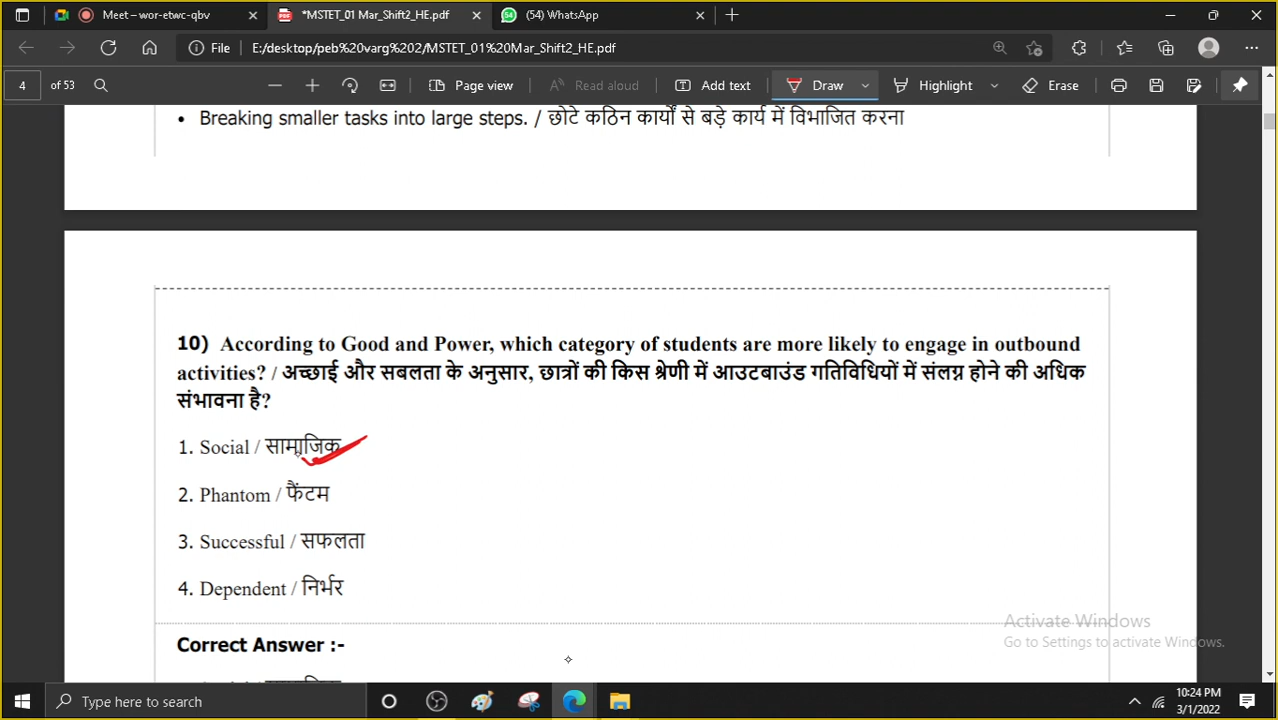 Meet – wor-etwc-qbv
*MSTET_01 Mar_Shift2_HE.pdf
(54) WhatsApp
File
E:/desktop/peb%20varg%202/MSTET_01%20Mar_Shift2_HE.pdf
4 of 53
Page view
Read aloud
Add text
Draw
Highlight
Erase
• Breaking smaller tasks into large steps. / छोटे कठिन कार्यों से बड़े कार्य में विभाजित करना
10) According to Good and Power, which category of students are more likely to engage in outbound
activities? / अच्छाई और सबलता के अनुसार, छात्रों की किस श्रेणी में आउटबाउंड गतिविधियों में संलग्न होने की अधिक
संभावना है?
1. Social / सामाजिक
2. Phantom / फैंटम
3. Successful / सफलता
4. Dependent / निर्भर
Correct Answer :-
Activate Windows
Go to Settings to activate Windows.
Type here to search
10:24 PM
3/1/2022